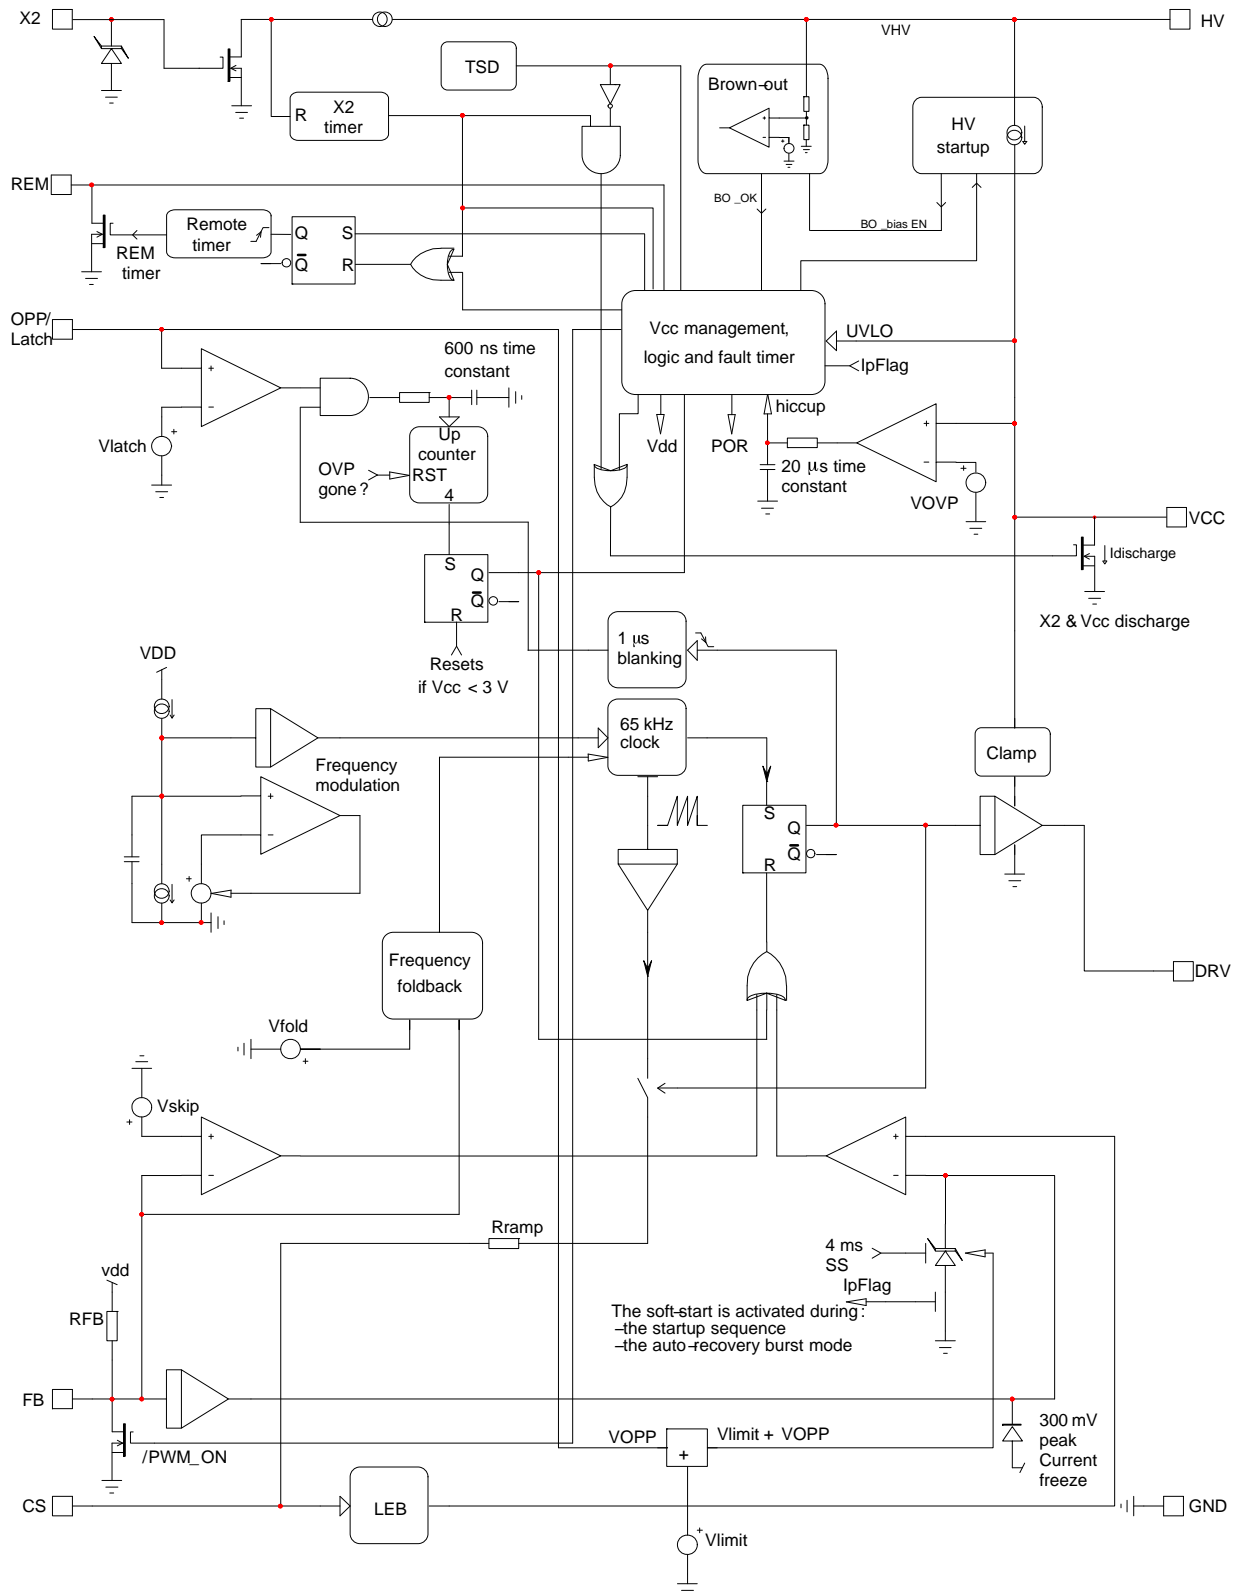 X2
HV
VHV
TSD
Brown-out
R
X2
timer
HV
startup
REM
BO _OK
BO _bias EN
Remote
timer
Q
S
Q
R
REM
timer
OPP/
Latch
Vcc management,
logic and fault timer
UVLO
IpFlag
600 ns time
constant
+
−
hiccup
Vdd
POR
+
−
+
20 µs time
constant
VOVP
+
Vlatch
Up
counter
RST
4
OVP
gone ?
VCC
Idischarge
X2 & Vcc discharge
S
Q
Q
R
Resets
if Vcc < 3 V
1 µs
blanking
VDD
65 kHz
clock
Clamp
Frequency
modulation
+
−
+
S
Q
Q
R
Frequency
foldback
DRV
Vfold
+
Vskip
+
+
−
+
−
Rramp
4 ms
SS
IpFlag
vdd
RFB
The soft-start is activated during :
−the startup sequence
−the auto−recovery burst mode
FB
/PWM_ON
VOPP
+
Vlimit + VOPP
300 mV
peak
Current
freeze
CS
LEB
GND
+
Vlimit